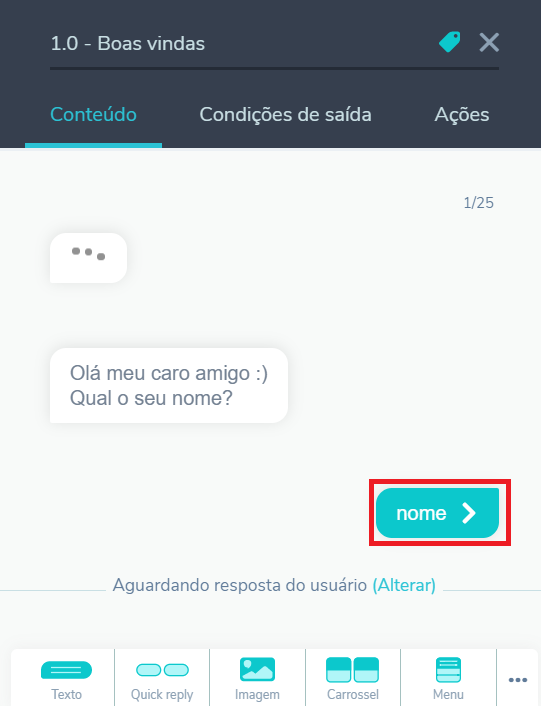 1.0 - Boas vindas
Conteúdo Condições de saída Ações
1/25
Olá meu caro amigo :)
Qual o seu nome?
nome
Aguardando resposta do usuário (Alterar)
Texto Quick reply Imagem Carrossel Menu